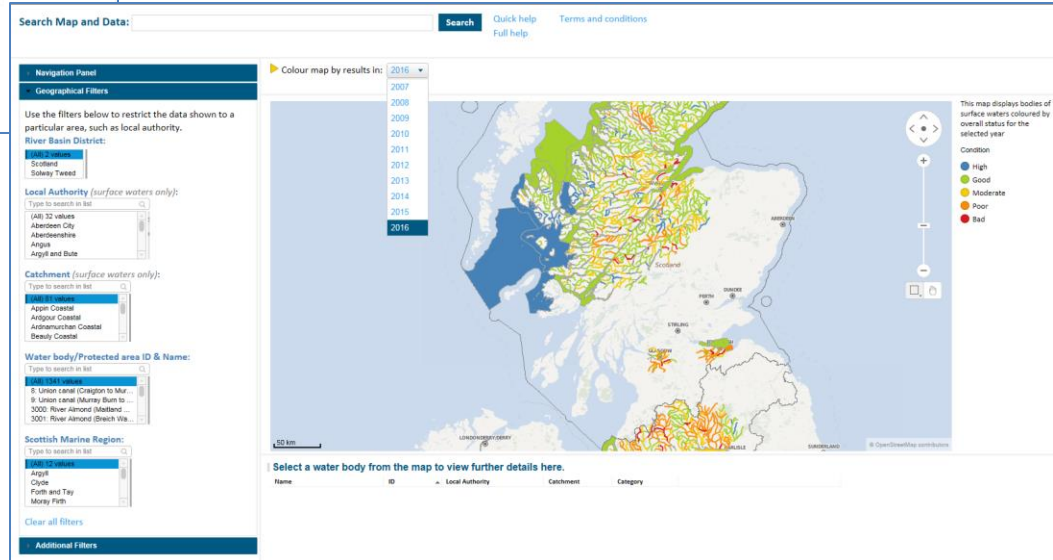 Search Map and Data:
Search
Quick help
Full help
Terms and conditions
Navigation Panel
Geographical Filters
Use the filters below to restrict the data shown to a
particular area, such as local authority.
River Basin District:
(All) 2 values
Scotland
Solway Tweed
Local Authority (surface waters only):
Type to search in list
(All) 32 values
Aberdeen City
Aberdeenshire
Angus
Argyll and Bute
Catchment (surface waters only):
Type to search in list
(All) 51 values
Appin Coastal
Ardgour Coastal
Ardnamurchan Coastal
Beauly Coastal
Water body/Protected area ID & Name:
Type to search in list
(All) 1341 values
8: Union canal (Craigton to Mur...
9: Union canal (Murray Burn to ...
3000: River Almond (Maitland ...
3001: River Almond (Breich Wa...
Scottish Marine Region:
Type to search in list
(All) 12 values
Argyll
Clyde
Forth and Tay
Moray Firth
Clear all filters
Additional Filters
Colour map by results in: 2016
2007
2008
2009
2010
2011
2012
2013
2014
2015
2016
ABERDEEN
Scotland
DUNDEE
PERTH
STIRLING
GLASGOW
LONDONDERRY/DERRY
CARLISLE
SUNDERLAND
50 km
© OpenStreetMap contributors
This map displays bodies of
surface waters coloured by
overall status for the
selected year
Condition
High
Good
Moderate
Poor
Bad
Select a water body from the map to view further details here.
Name ID Local Authority Catchment Category